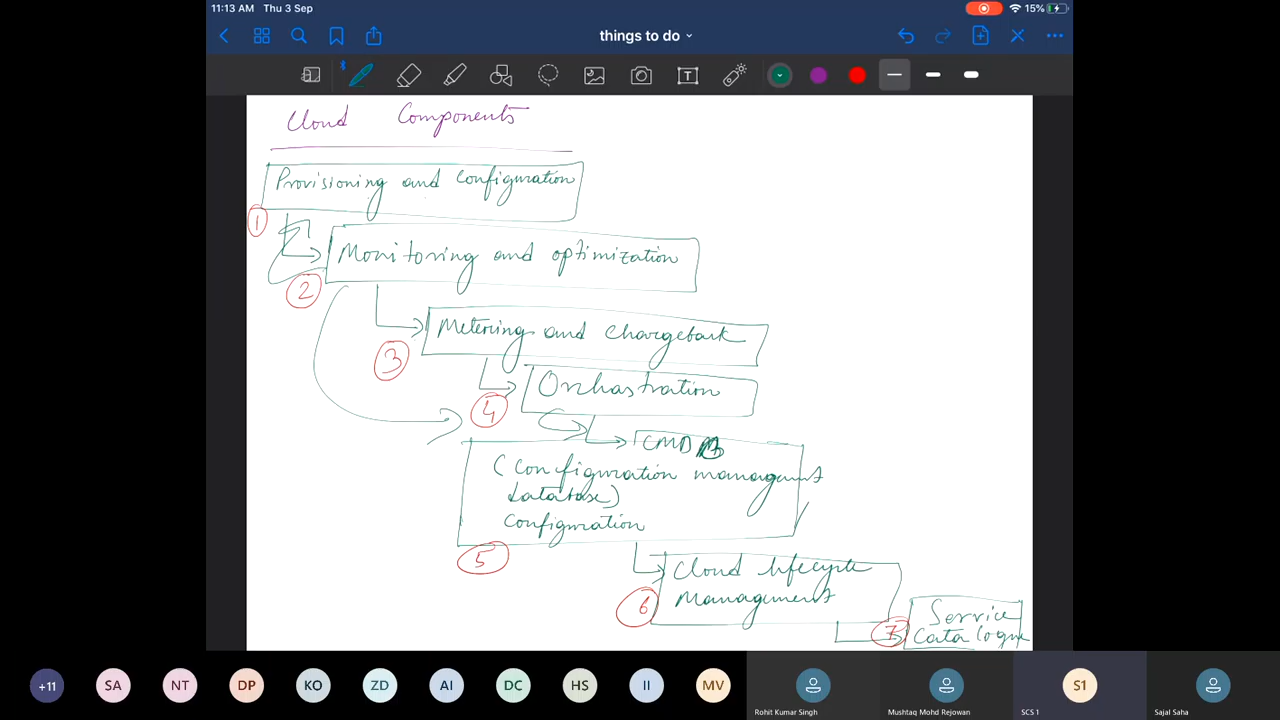 11:13 AM Thu 3 Sep
15%
things to do
T
Cloud Components
Provisioning and configuration
1
Monitoring and optimization
2
Metering and chargeback
3
Orchastration
4
CMDB
(Configuration managment
database)
Configuration
5
Cloud lifecycle
Management
6
Service
Catalogue
7
+11 SA NT DP KO ZD AI DC HS II MV S1
Rohit Kumar Singh Mushtaq Mohd Rejowan SCS 1 Sajal Saha